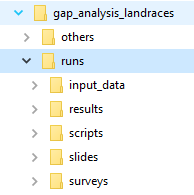 gap_analysis_landraces
others
runs
input_data
results
scripts
slides
surveys